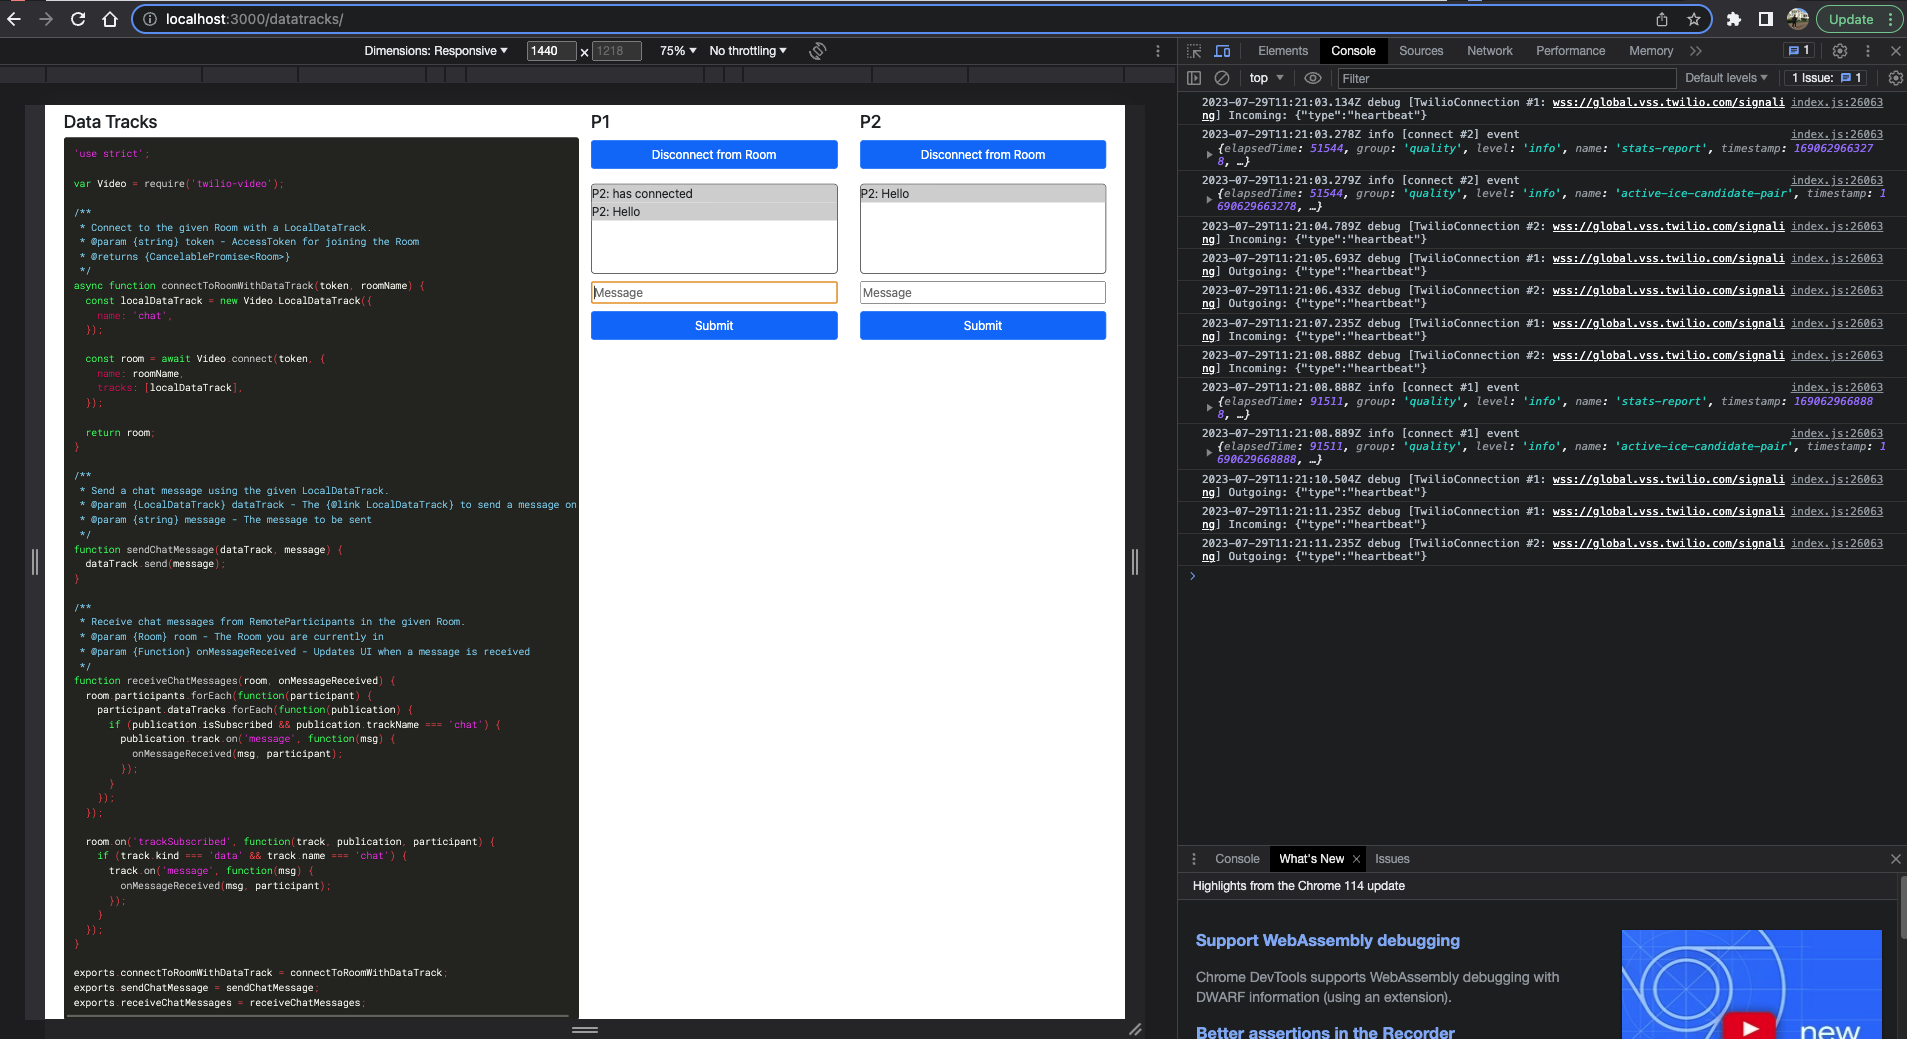 localhost:3000/datatracks/
Update
Dimensions: Responsive
1440 × 1218
75%
No throttling
Data Tracks
'use strict';
var Video = require('twilio-video');
/**
* Connect to the given Room with a LocalDataTrack.
* @param {string} token - AccessToken for joining the Room
* @returns {CancelablePromise<Room>}
*/
async function connectToRoomWithDataTrack(token, roomName) {
const localDataTrack = new Video.LocalDataTrack({
name: 'chat',
});
const room = await Video.connect(token, {
name: roomName,
tracks: [localDataTrack],
});
return room;
}
/**
* Send a chat message using the given LocalDataTrack.
* @param {LocalDataTrack} dataTrack - The {@link LocalDataTrack} to send a message on
* @param {string} message - The message to be sent
*/
function sendChatMessage(dataTrack, message) {
dataTrack.send(message);
}
/**
* Receive chat messages from RemoteParticipants in the given Room.
* @param {Room} room - The Room you are currently in
* @param {Function} onMessageReceived - Updates UI when a message is received
*/
function receiveChatMessages(room, onMessageReceived) {
room.participants.forEach(function(participant) {
participant.dataTracks.forEach(function(publication) {
if (publication.isSubscribed && publication.trackName === 'chat') {
publication.track.on('message', function(msg) {
onMessageReceived(msg, participant);
});
}
});
});
room.on('trackSubscribed', function(track, publication, participant) {
if (track.kind === 'data' && track.name === 'chat') {
track.on('message', function(msg) {
onMessageReceived(msg, participant);
});
}
});
}
exports.connectToRoomWithDataTrack = connectToRoomWithDataTrack;
exports.sendChatMessage = sendChatMessage;
exports.receiveChatMessages = receiveChatMessages;
P1
Disconnect from Room
P2: has connected
P2: Hello
Message
Submit
P2
Disconnect from Room
P2: Hello
Message
Submit
Elements Console Sources Network Performance Memory 1
top Filter Default levels 1 Issue: 1
2023-07-29T11:21:03.134Z debug [TwilioConnection #1: wss://global.vss.twilio.com/signali index.js:26063
ng] Incoming: {"type":"heartbeat"}
2023-07-29T11:21:03.278Z info [connect #2] event index.js:26063
{elapsedTime: 51544, group: 'quality', level: 'info', name: 'stats-report', timestamp: 169062966327
8, …}
2023-07-29T11:21:03.279Z info [connect #2] event index.js:26063
{elapsedTime: 51544, group: 'quality', level: 'info', name: 'active-ice-candidate-pair', timestamp: 1
690629663278, …}
2023-07-29T11:21:04.789Z debug [TwilioConnection #2: wss://global.vss.twilio.com/signali index.js:26063
ng] Incoming: {"type":"heartbeat"}
2023-07-29T11:21:05.693Z debug [TwilioConnection #1: wss://global.vss.twilio.com/signali index.js:26063
ng] Outgoing: {"type":"heartbeat"}
2023-07-29T11:21:06.433Z debug [TwilioConnection #2: wss://global.vss.twilio.com/signali index.js:26063
ng] Outgoing: {"type":"heartbeat"}
2023-07-29T11:21:07.235Z debug [TwilioConnection #1: wss://global.vss.twilio.com/signali index.js:26063
ng] Incoming: {"type":"heartbeat"}
2023-07-29T11:21:08.888Z debug [TwilioConnection #2: wss://global.vss.twilio.com/signali index.js:26063
ng] Incoming: {"type":"heartbeat"}
2023-07-29T11:21:08.888Z info [connect #1] event index.js:26063
{elapsedTime: 91511, group: 'quality', level: 'info', name: 'stats-report', timestamp: 169062966888
8, …}
2023-07-29T11:21:08.889Z info [connect #1] event index.js:26063
{elapsedTime: 91511, group: 'quality', level: 'info', name: 'active-ice-candidate-pair', timestamp: 1
690629668888, …}
2023-07-29T11:21:10.504Z debug [TwilioConnection #1: wss://global.vss.twilio.com/signali index.js:26063
ng] Outgoing: {"type":"heartbeat"}
2023-07-29T11:21:11.235Z debug [TwilioConnection #1: wss://global.vss.twilio.com/signali index.js:26063
ng] Incoming: {"type":"heartbeat"}
2023-07-29T11:21:11.235Z debug [TwilioConnection #2: wss://global.vss.twilio.com/signali index.js:26063
ng] Outgoing: {"type":"heartbeat"}
Console What's New Issues
Highlights from the Chrome 114 update
Support WebAssembly debugging
Chrome DevTools supports WebAssembly debugging with
DWARF information (using an extension).
Better assertions in the Recorder
new